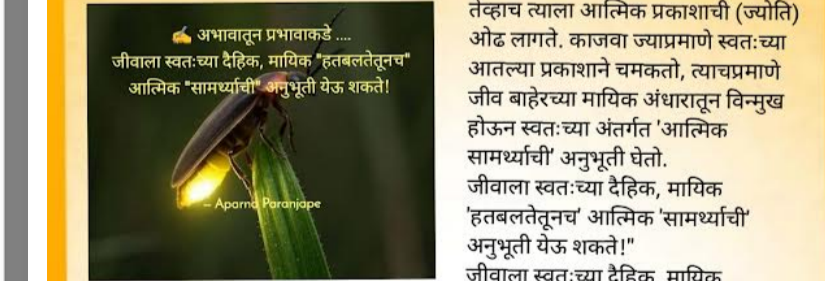 ✍️ अभावातून प्रभावाकडे ....
जीवाला स्वतःच्या दैहिक, मायिक "हतबलतेतूनच"
आत्मिक "सामर्थ्याची" अनुभूती येऊ शकते!
– Aparna Paranjape
तेव्हाच त्याला आत्मिक प्रकाशाची (ज्योति)
ओढ लागते. काजवा ज्याप्रमाणे स्वतःच्या
आतल्या प्रकाशाने चमकतो, त्याचप्रमाणे
जीव बाहेरच्या मायिक अंधारातून विन्मुख
होऊन स्वतःच्या अंतर्गत 'आत्मिक
सामर्थ्याची' अनुभूती घेतो.
जीवाला स्वतःच्या दैहिक, मायिक
'हतबलतेतूनच' आत्मिक 'सामर्थ्याची'
अनुभूती येऊ शकते!"
जीवाला स्वतःच्या दैहिक, मायिक